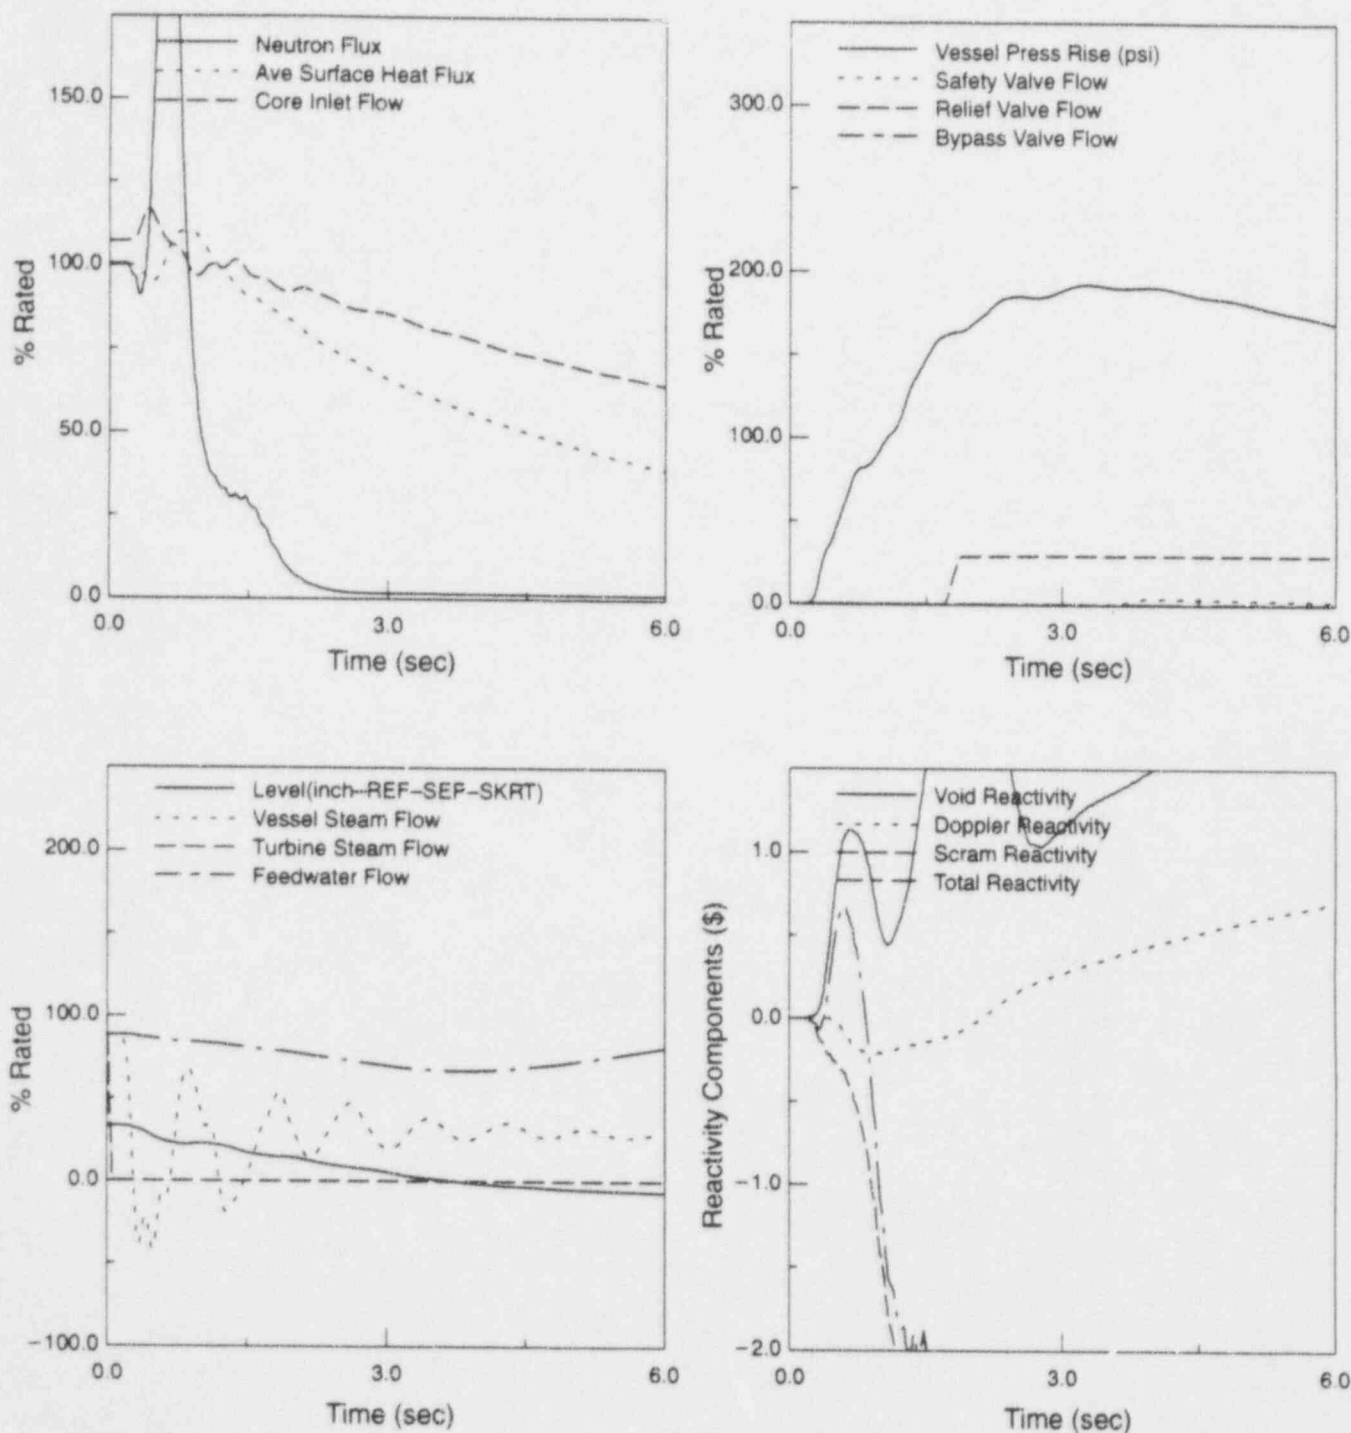 Neutron Flux
Ave Surface Heat Flux
Core Inlet Flow
150.0
100.0
50.0
0.0
% Rated
0.0
3.0
6.0
Time (sec)
Vessel Press Rise (psi)
Safety Valve Flow
Relief Valve Flow
Bypass Valve Flow
300.0
200.0
100.0
0.0
% Rated
0.0
3.0
6.0
Time (sec)
Level(inch-REF-SEP-SKRT)
Vessel Steam Flow
Turbine Steam Flow
Feedwater Flow
200.0
100.0
0.0
-100.0
% Rated
0.0
3.0
6.0
Time (sec)
Void Reactivity
Doppler Reactivity
Scram Reactivity
Total Reactivity
1.0
0.0
-1.0
-2.0
Reactivity Components ($)
0.0
3.0
6.0
Time (sec)